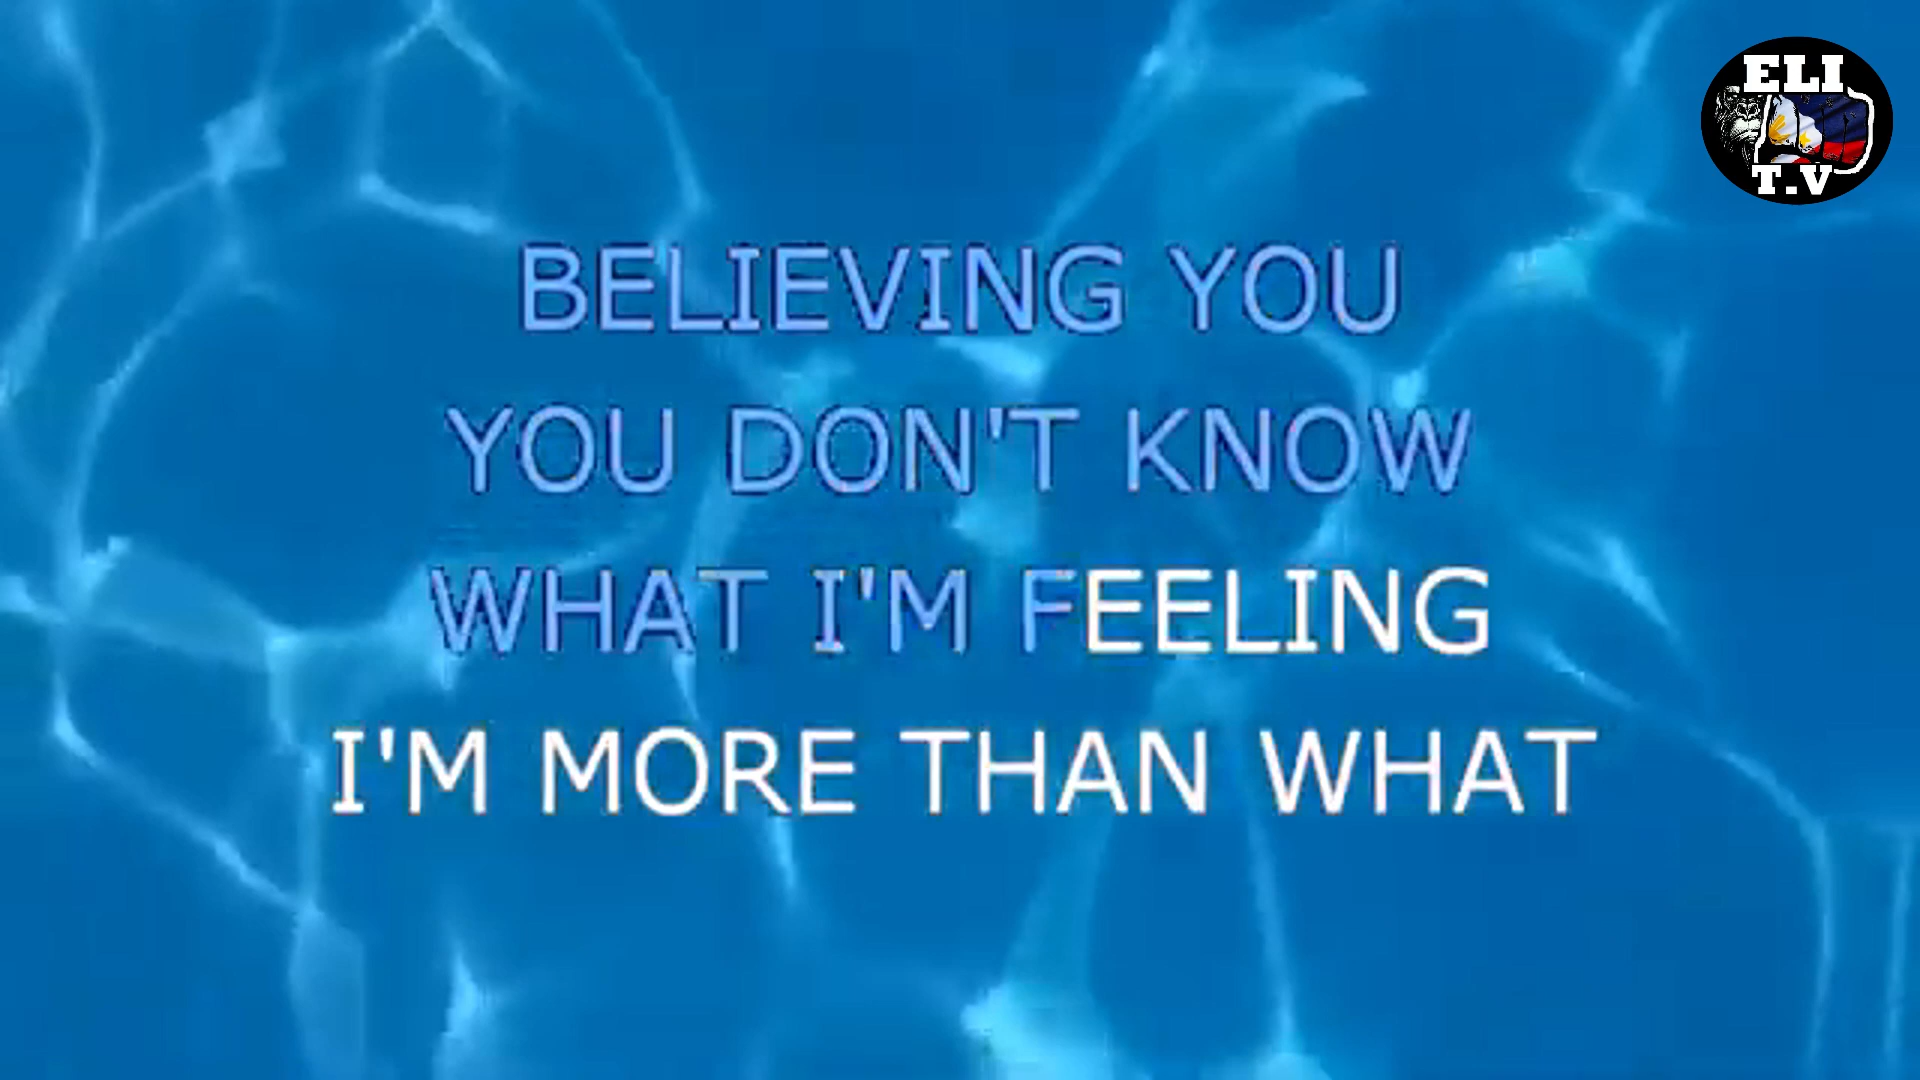 ELI
T.V
BELIEVING YOU
YOU DON'T KNOW
WHAT I'M FEELING
I'M MORE THAN WHAT